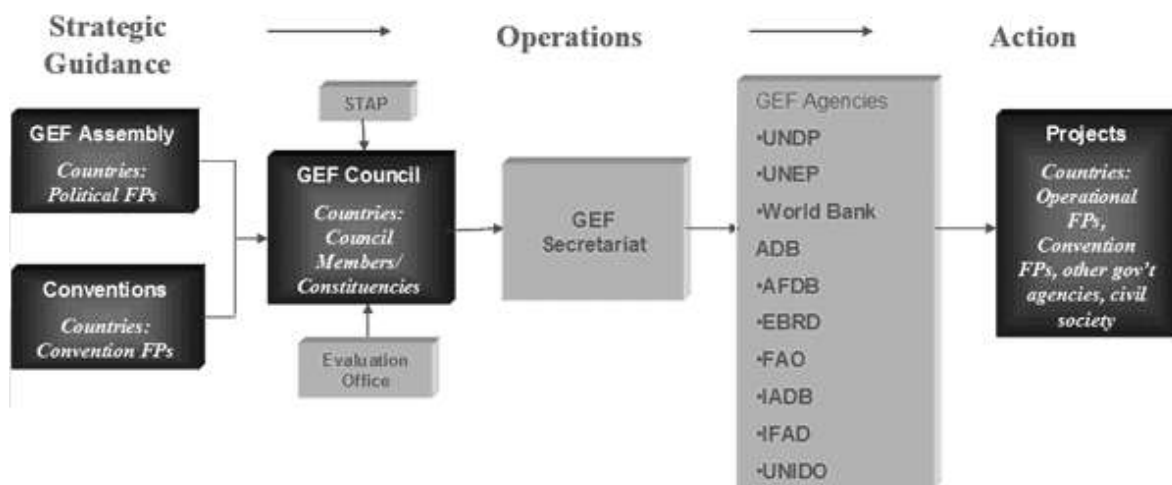 Strategic
Guidance
Operations
Action
GEF Assembly
Countries:
Political FPs
Conventions
Countries:
Convention FPs
STAP
GEF Council
Countries:
Council
Members/
Constituencies
Evaluation
Office
GEF
Secretariat
GEF Agencies
•UNDP
•UNEP
•World Bank
ADB
•AFDB
•EBRD
•FAO
•IADB
•IFAD
•UNIDO
Projects
Countries:
Operational
FPs,
Convention
FPs, other gov't
agencies, civil
society